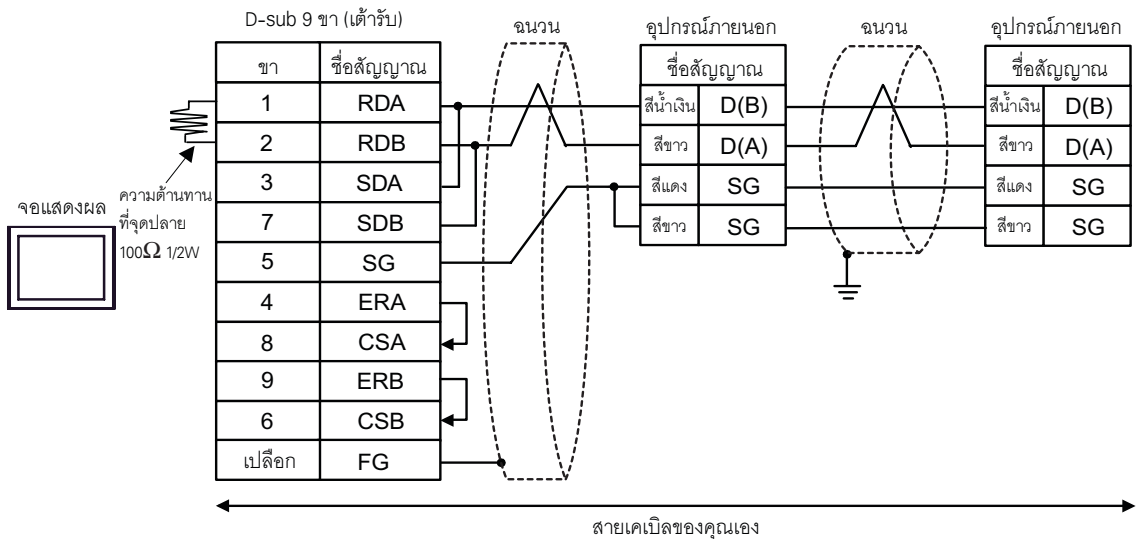 D-sub 9 ขา (เต้ารับ)
ฉนวน
อุปกรณ์ภายนอก
ฉนวน
อุปกรณ์ภายนอก
ขา ชื่อสัญญาณ
1 RDA
2 RDB
3 SDA
7 SDB
5 SG
4 ERA
8 CSA
9 ERB
6 CSB
เปลือก FG
ชื่อสัญญาณ
สีน้ำเงิน D(B)
สีขาว D(A)
สีแดง SG
สีขาว SG
ชื่อสัญญาณ
สีน้ำเงิน D(B)
สีขาว D(A)
สีแดง SG
สีขาว SG
จอแสดงผล
ความต้านทาน
ที่จุดปลาย
100Ω 1/2W
สายเคเบิลของคุณเอง